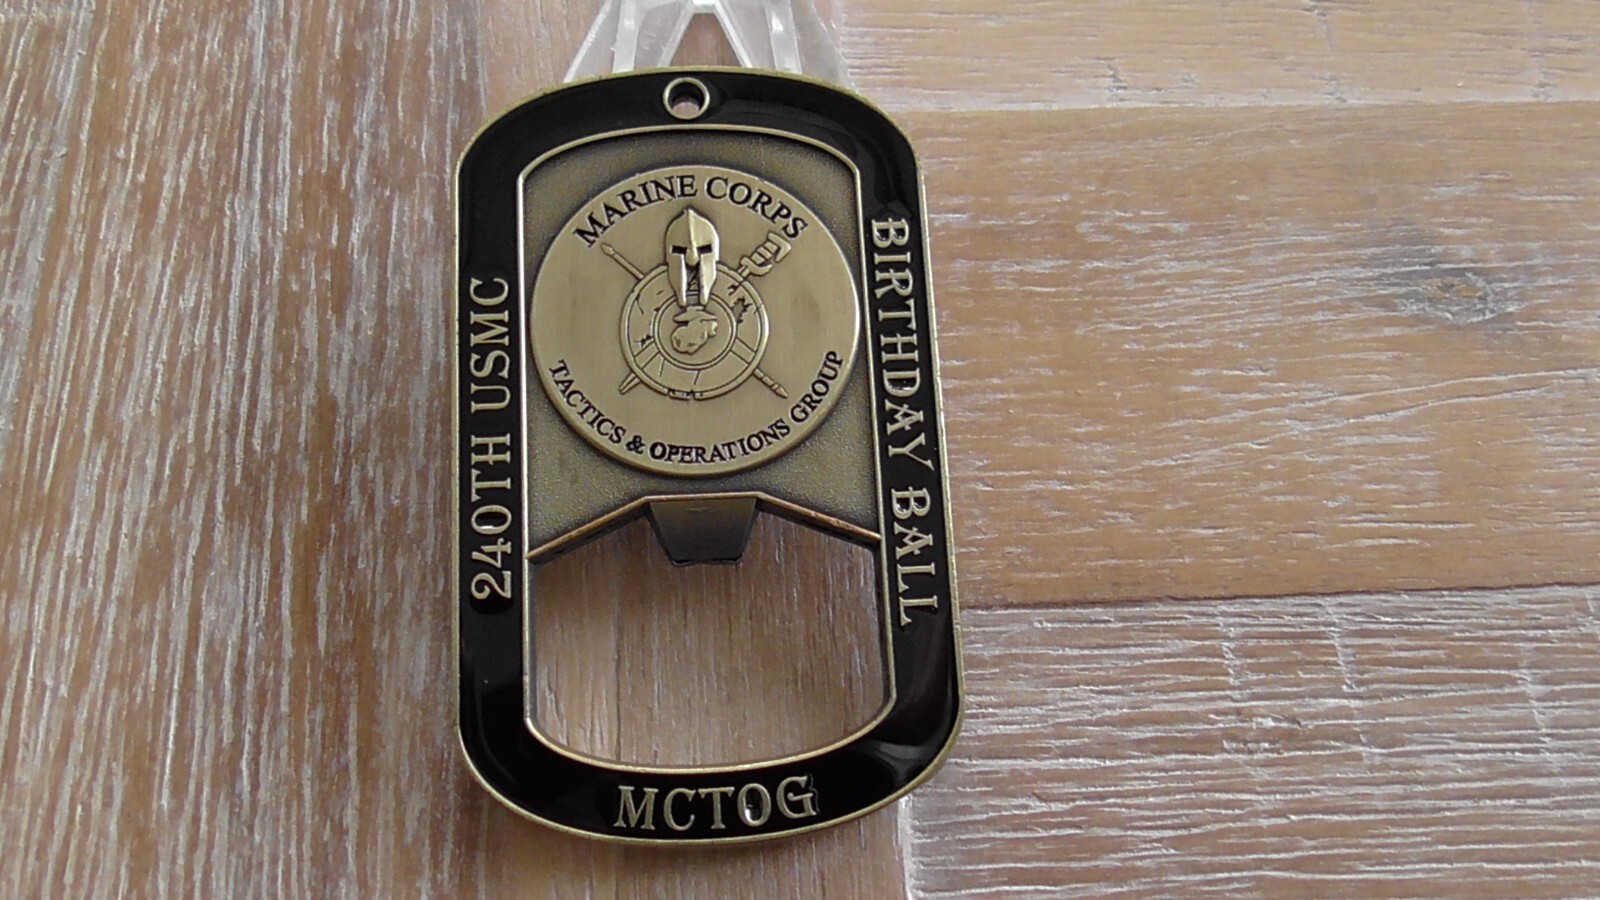 MARINE CORPS
TACTICS & OPERATIONS GROUP
240TH USMC
BIRTHDAY BALL
MCTOG